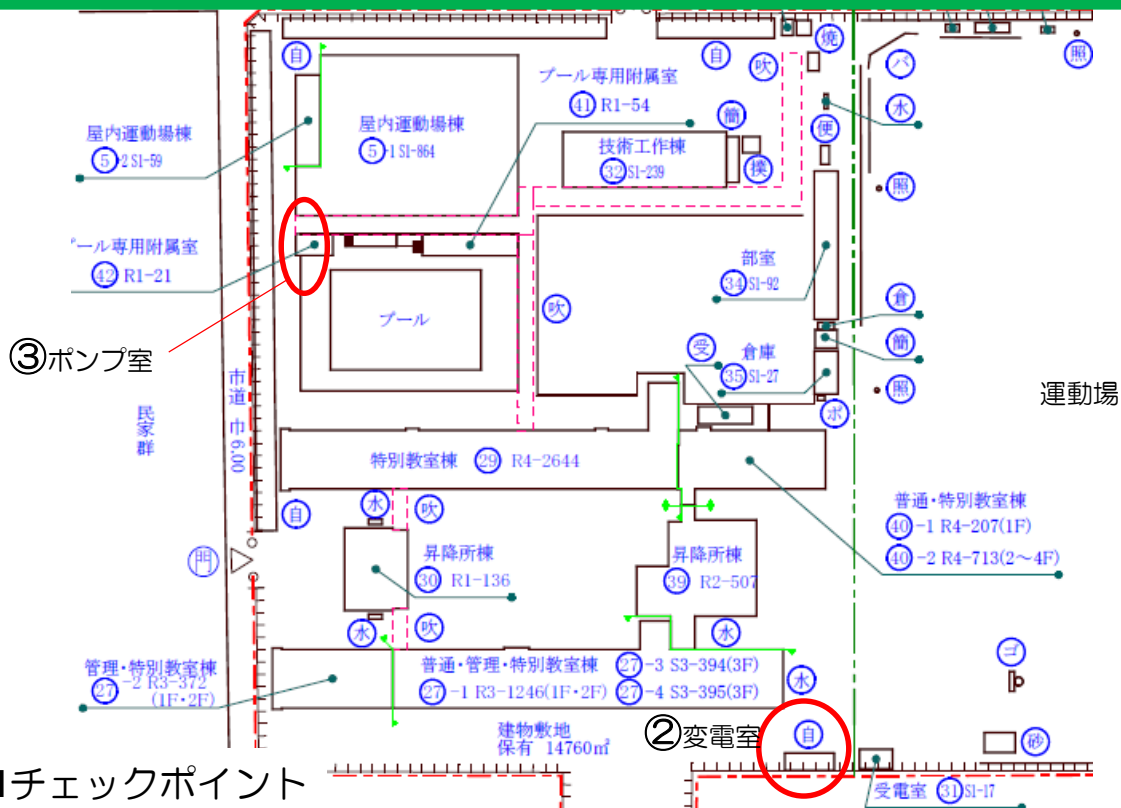 自
自
焼
吹
パ
照
プール専用附属室
41 R1-54
水
屋内運動場棟
5-2 S1-59
屋内運動場棟
5-1 S1-864
技術工作棟
32 S1-239
簡
撲
便
照
プール専用附属室
42 R1-21
部室
34 S1-92
プール
吹
倉
受
倉庫
35 S1-27
簡
③ポンプ室
市道 巾6.00
民家群
ポ
照
運動場
特別教室棟 29 R4-2644
自
水
吹
普通・特別教室棟
40-1 R4-207(1F)
40-2 R4-713(2～4F)
門
昇降所棟
30 R1-136
昇降所棟
39 R2-507
水
吹
水
ゴ
管理・特別教室棟
27-2 R3-372
(1F・2F)
普通・管理・特別教室棟 27-3 S3-394(3F)
27-1 R3-1246(1F・2F) 27-4 S3-395(3F)
水
建物敷地
保有 14760㎡
②変電室
自
砂
受電室 31 S1-17
チェックポイント